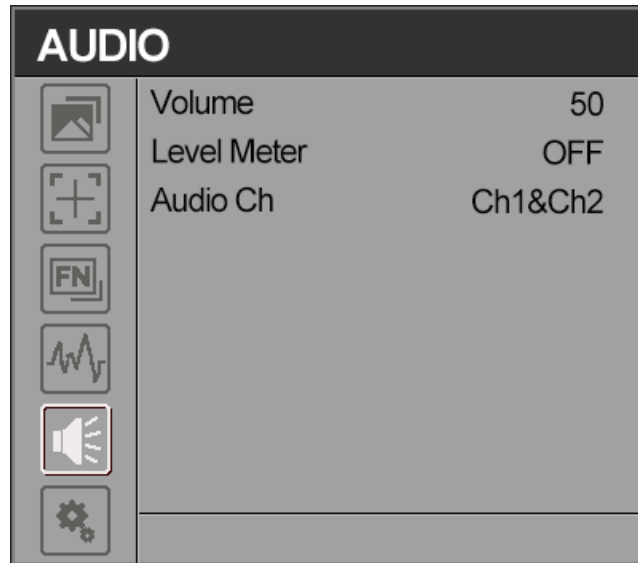 AUDIO
Volume 50
Level Meter OFF
Audio Ch Ch1&Ch2
FN